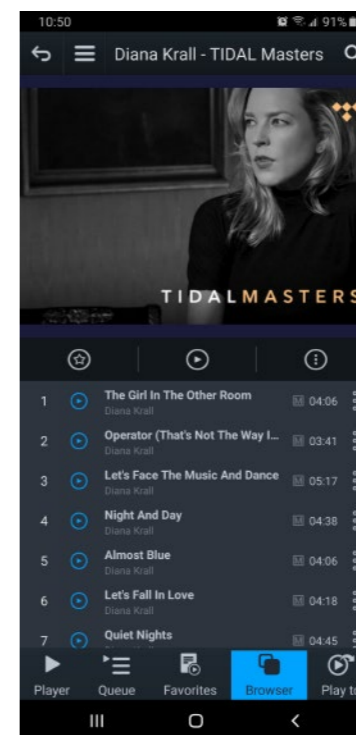 10:50
91%
Diana Krall - TIDAL Masters
TIDALMASTERS
1
The Girl In The Other Room
M 04:06
Diana Krall
2
Operator (That's Not The Way I...
M 03:41
Diana Krall
3
Let's Face The Music And Dance
M 05:17
Diana Krall
4
Night And Day
M 04:38
Diana Krall
5
Almost Blue
M 04:06
Diana Krall
6
Let's Fall In Love
M 04:18
Diana Krall
7
Quiet Nights
M 04:45
Player Queue Favorites Browser Play to